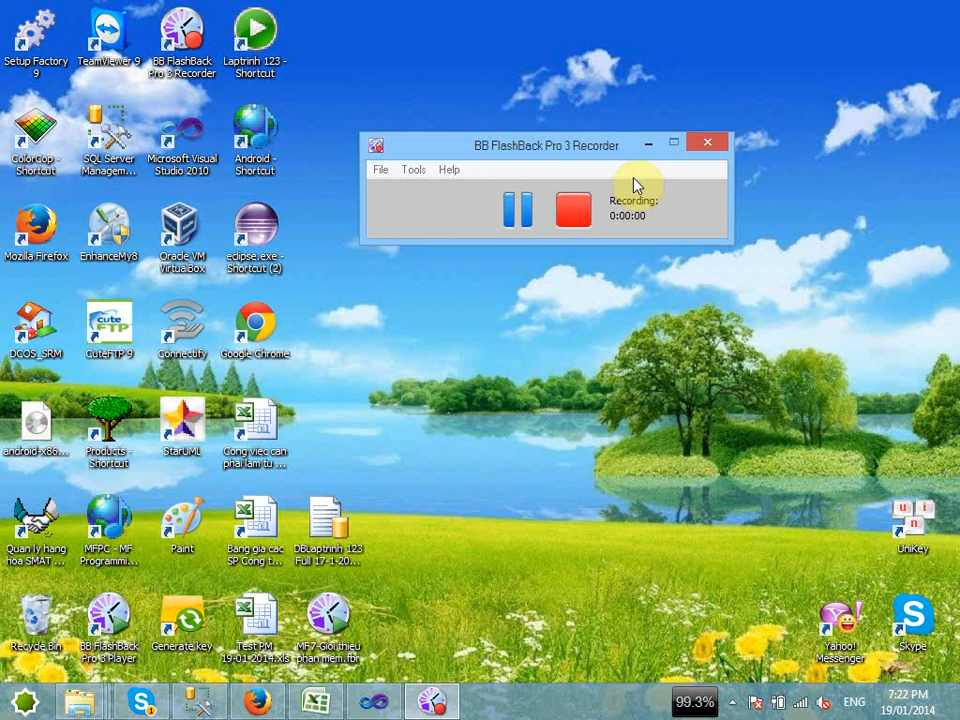 Setup Factory
9
TeamViewer 9
BB FlashBack
Pro 3 Recorder
Laptrinh 123 -
Shortcut
BB FlashBack Pro 3 Recorder
File Tools Help
Recording:
0:00:00
ColorCop -
Shortcut
SQL Server
Managem...
Microsoft Visual
Studio 2010
Android -
Shortcut
Mozilla Firefox
EnhanceMy8
Oracle VM
VirtualBox
eclipse.exe -
Shortcut (2)
DCOS_SRM
cute
FTP
CuteFTP 9
Connectify
Google Chrome
android-x86...
Products -
Shortcut
StarUML
Cong viec can
phai lam tu ...
Quan ly hang
hoa SMAT ...
MFPC - MF
Programmi...
Paint
Bang gia cac
SP Cong t...
DBLaptrinh 123
Full 17-1-20...
u i
n
UniKey
Recycle Bin
BB FlashBack
Pro 3 Player
Generate key
Test PM
19-01-2014.xls
MF7-Gioi thieu
phan mem.fbr
Yahoo!
Messenger
Skype
99.3%
ENG
7:22 PM
19/01/2014